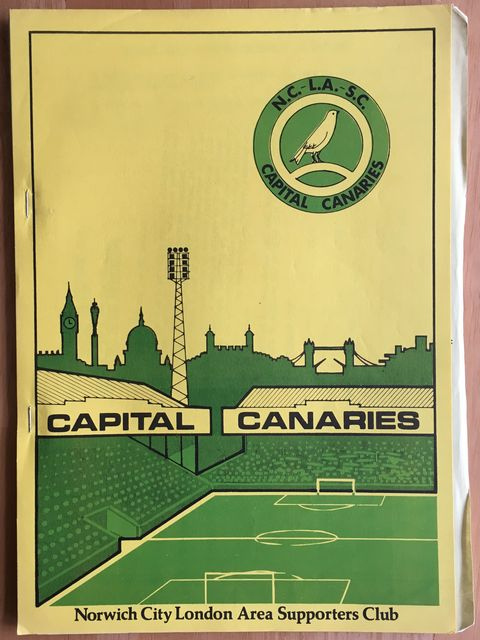 N.C.-L.A.-S.C.
CAPITAL CANARIES
CAPITAL CANARIES
Norwich City London Area Supporters Club